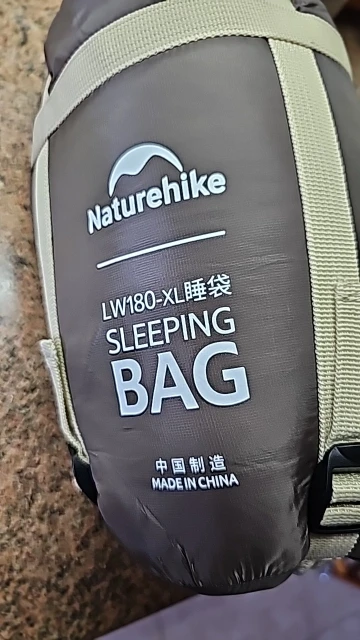 Naturehike
LW180-XL睡袋
SLEEPING
BAG
中国制造
MADE IN CHINA